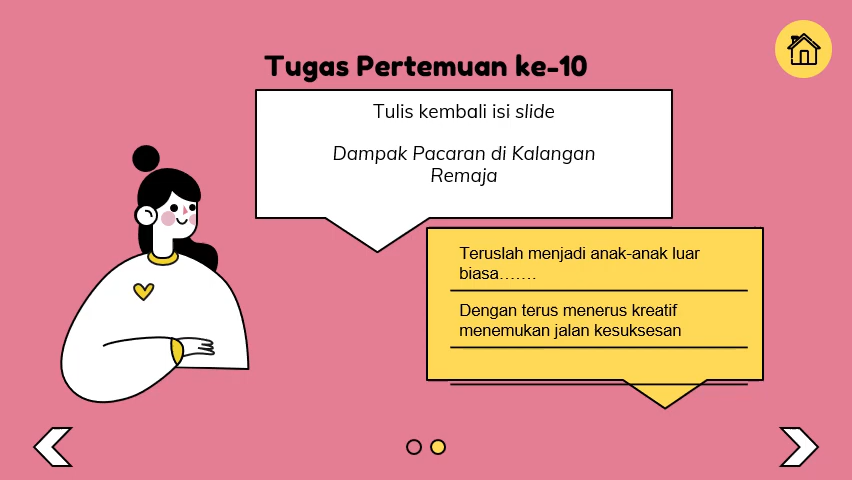 Tugas Pertemuan ke-10
Tulis kembali isi slide
Dampak Pacaran di Kalangan
Remaja
Teruslah menjadi anak-anak luar
biasa…….
Dengan terus menerus kreatif
menemukan jalan kesuksesan